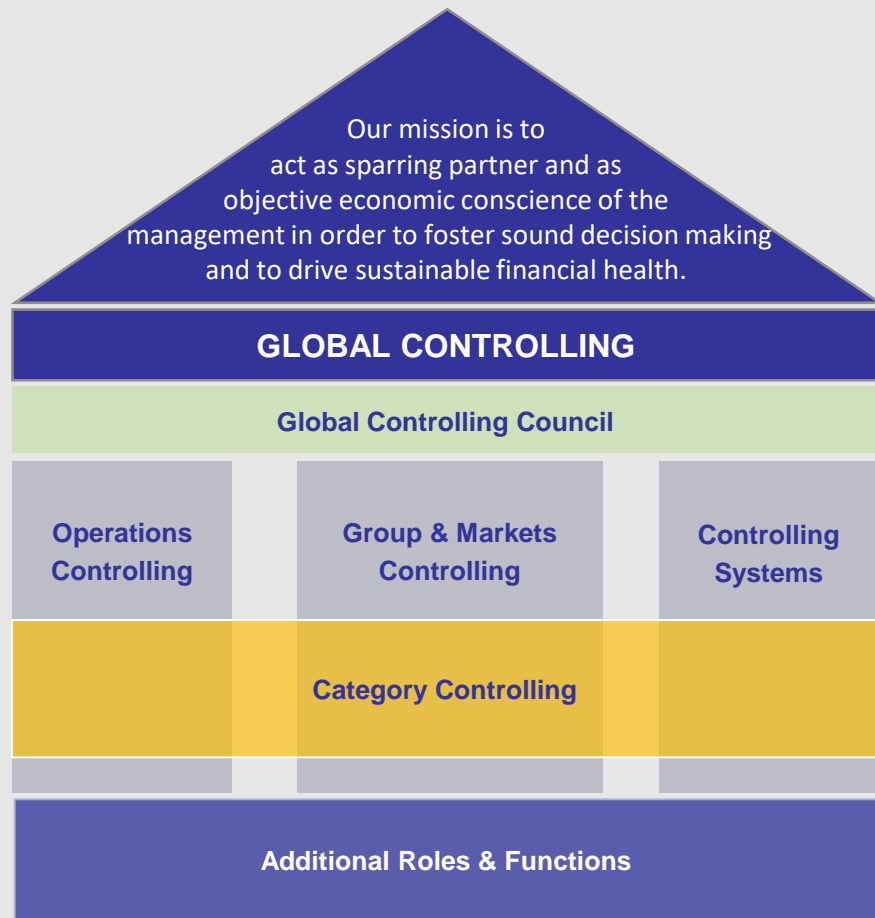 Our mission is to
act as sparring partner and as
objective economic conscience of the
management in order to foster sound decision making
and to drive sustainable financial health.
GLOBAL CONTROLLING
Global Controlling Council
Operations
Controlling
Group & Markets
Controlling
Controlling
Systems
Category Controlling
Additional Roles & Functions